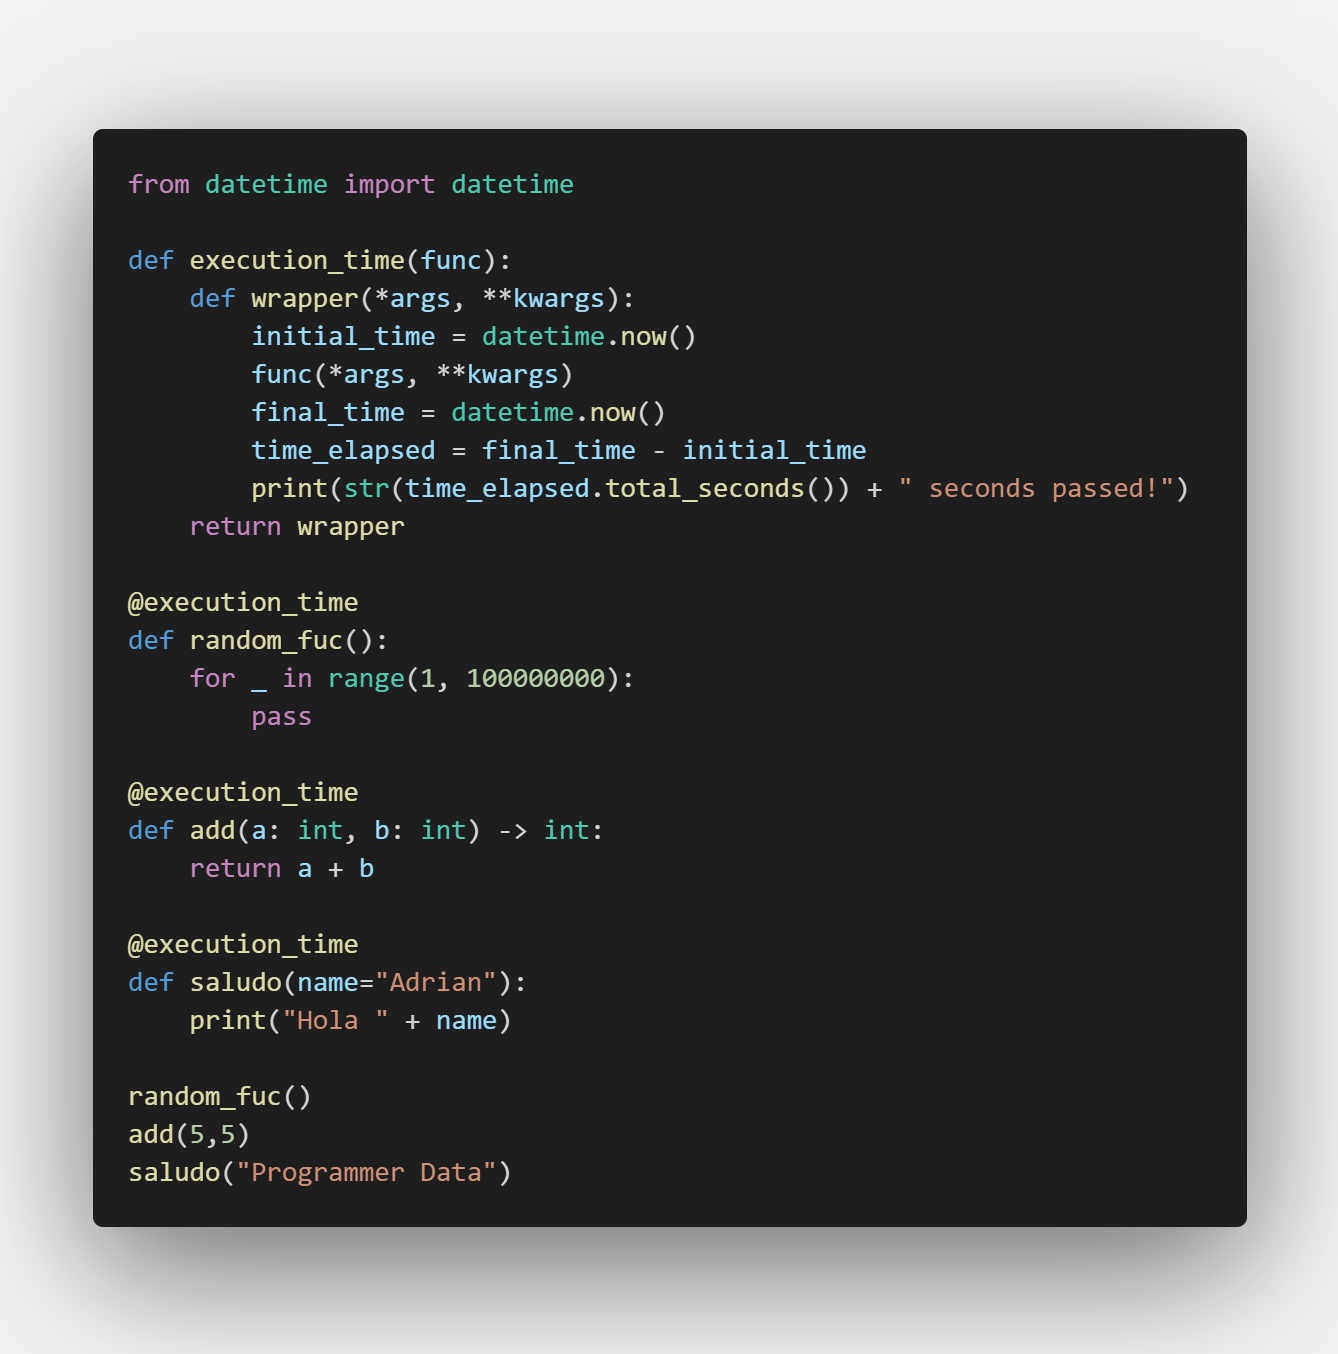 from datetime import datetime

def execution_time(func):
    def wrapper(*args, **kwargs):
        initial_time = datetime.now()
        func(*args, **kwargs)
        final_time = datetime.now()
        time_elapsed = final_time - initial_time
        print(str(time_elapsed.total_seconds()) + " seconds passed!")
    return wrapper

@execution_time
def random_fuc():
    for _ in range(1, 100000000):
        pass

@execution_time
def add(a: int, b: int) -> int:
    return a + b

@execution_time
def saludo(name="Adrian"):
    print("Hola " + name)

random_fuc()
add(5,5)
saludo("Programmer Data")